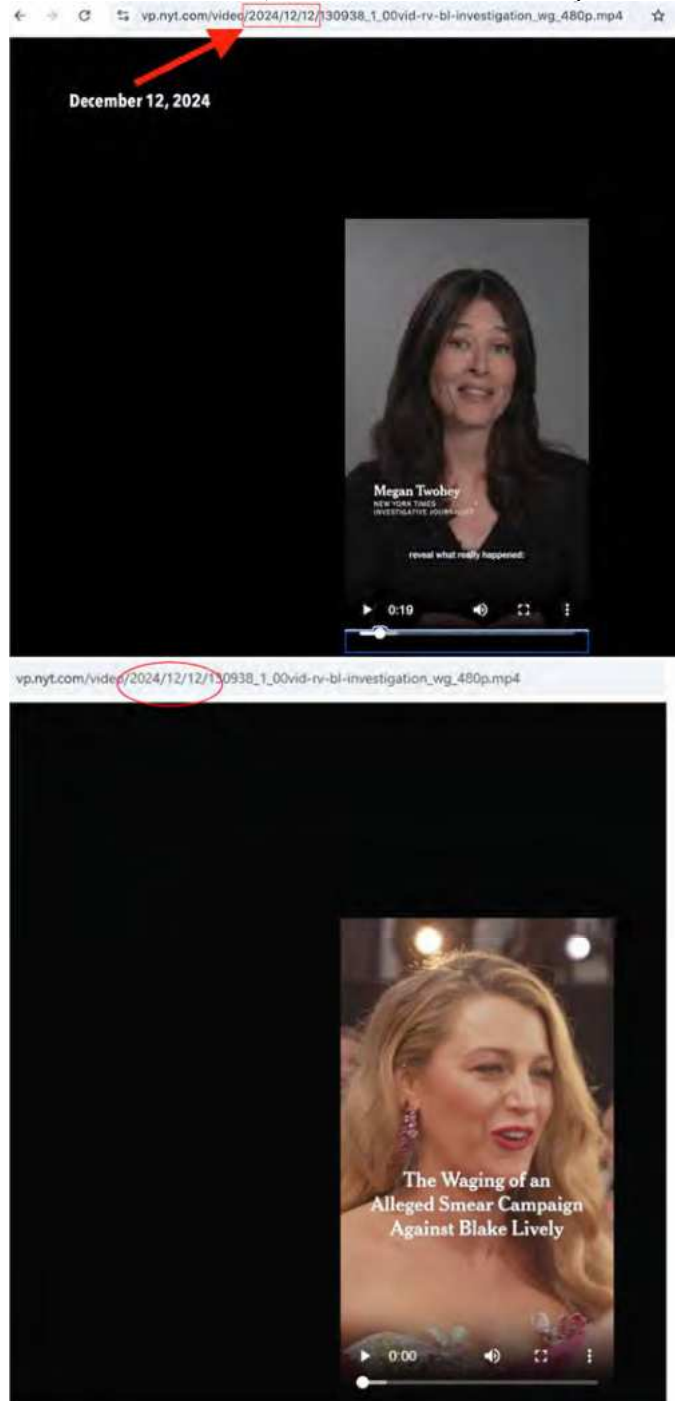 vp.nyt.com/video/2024/12/12/130938_1_00vid-rv-bl-investigation_wg_480p.mp4
December 12, 2024
Megan Twohey
NEW YORK TIMES
INVESTIGATIVE JOURNALIST
reveal what really happened:
0:19
vp.nyt.com/video/2024/12/12/130938_1_00vid-rv-bl-investigation_wg_480p.mp4
The Waging of an
Alleged Smear Campaign
Against Blake Lively
0:00